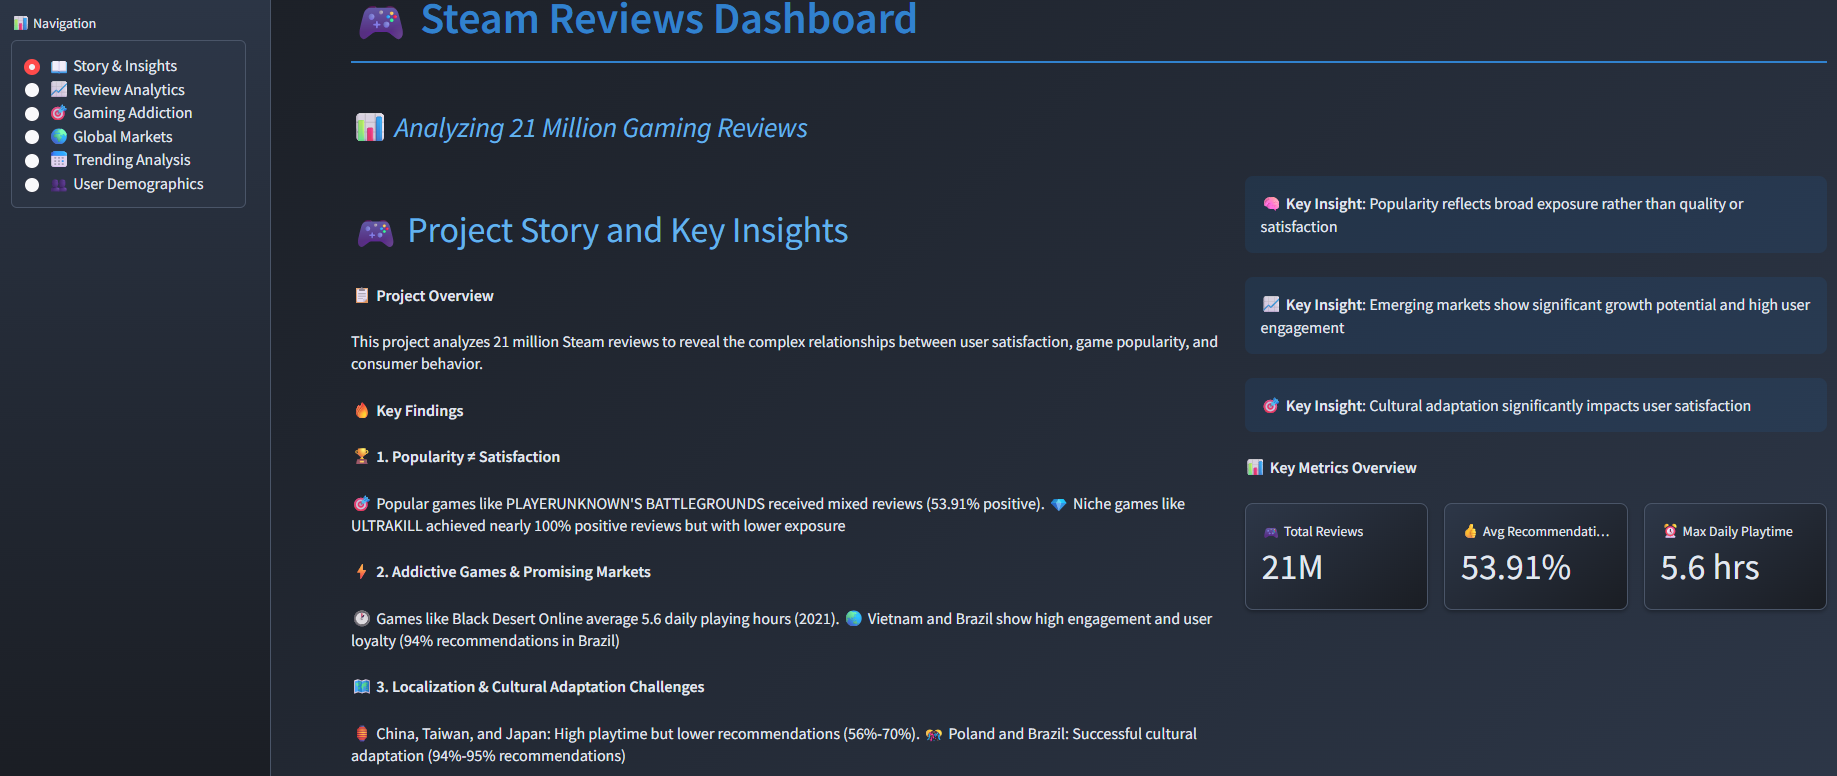 Navigation
Story & Insights
Review Analytics
Gaming Addiction
Global Markets
Trending Analysis
User Demographics
Steam Reviews Dashboard
Analyzing 21 Million Gaming Reviews
Project Story and Key Insights
Project Overview
This project analyzes 21 million Steam reviews to reveal the complex relationships between user satisfaction, game popularity, and
consumer behavior.
Key Findings
1. Popularity ≠ Satisfaction
Popular games like PLAYERUNKNOWN'S BATTLEGROUNDS received mixed reviews (53.91% positive). Niche games like
ULTRAKILL achieved nearly 100% positive reviews but with lower exposure
2. Addictive Games & Promising Markets
Games like Black Desert Online average 5.6 daily playing hours (2021). Vietnam and Brazil show high engagement and user
loyalty (94% recommendations in Brazil)
3. Localization & Cultural Adaptation Challenges
China, Taiwan, and Japan: High playtime but lower recommendations (56%-70%). Poland and Brazil: Successful cultural
adaptation (94%-95% recommendations)
Key Insight: Popularity reflects broad exposure rather than quality or
satisfaction
Key Insight: Emerging markets show significant growth potential and high user
engagement
Key Insight: Cultural adaptation significantly impacts user satisfaction
Key Metrics Overview
Total Reviews
21M
Avg Recommendati...
53.91%
Max Daily Playtime
5.6 hrs